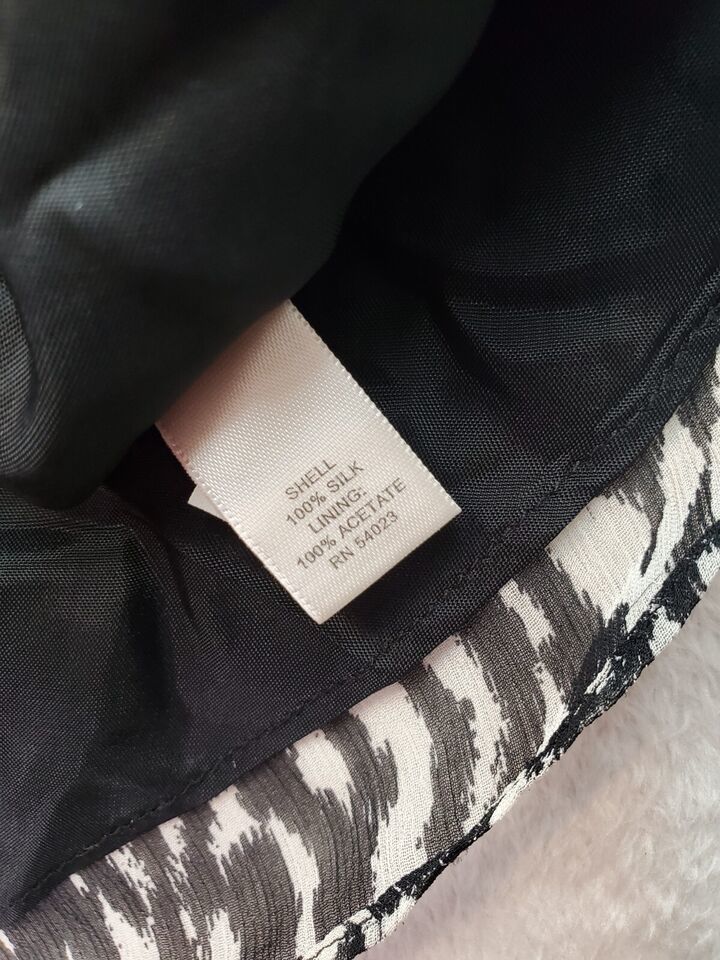 SHELL
100% SILK
LINING:
100% ACETATE
RN 54023